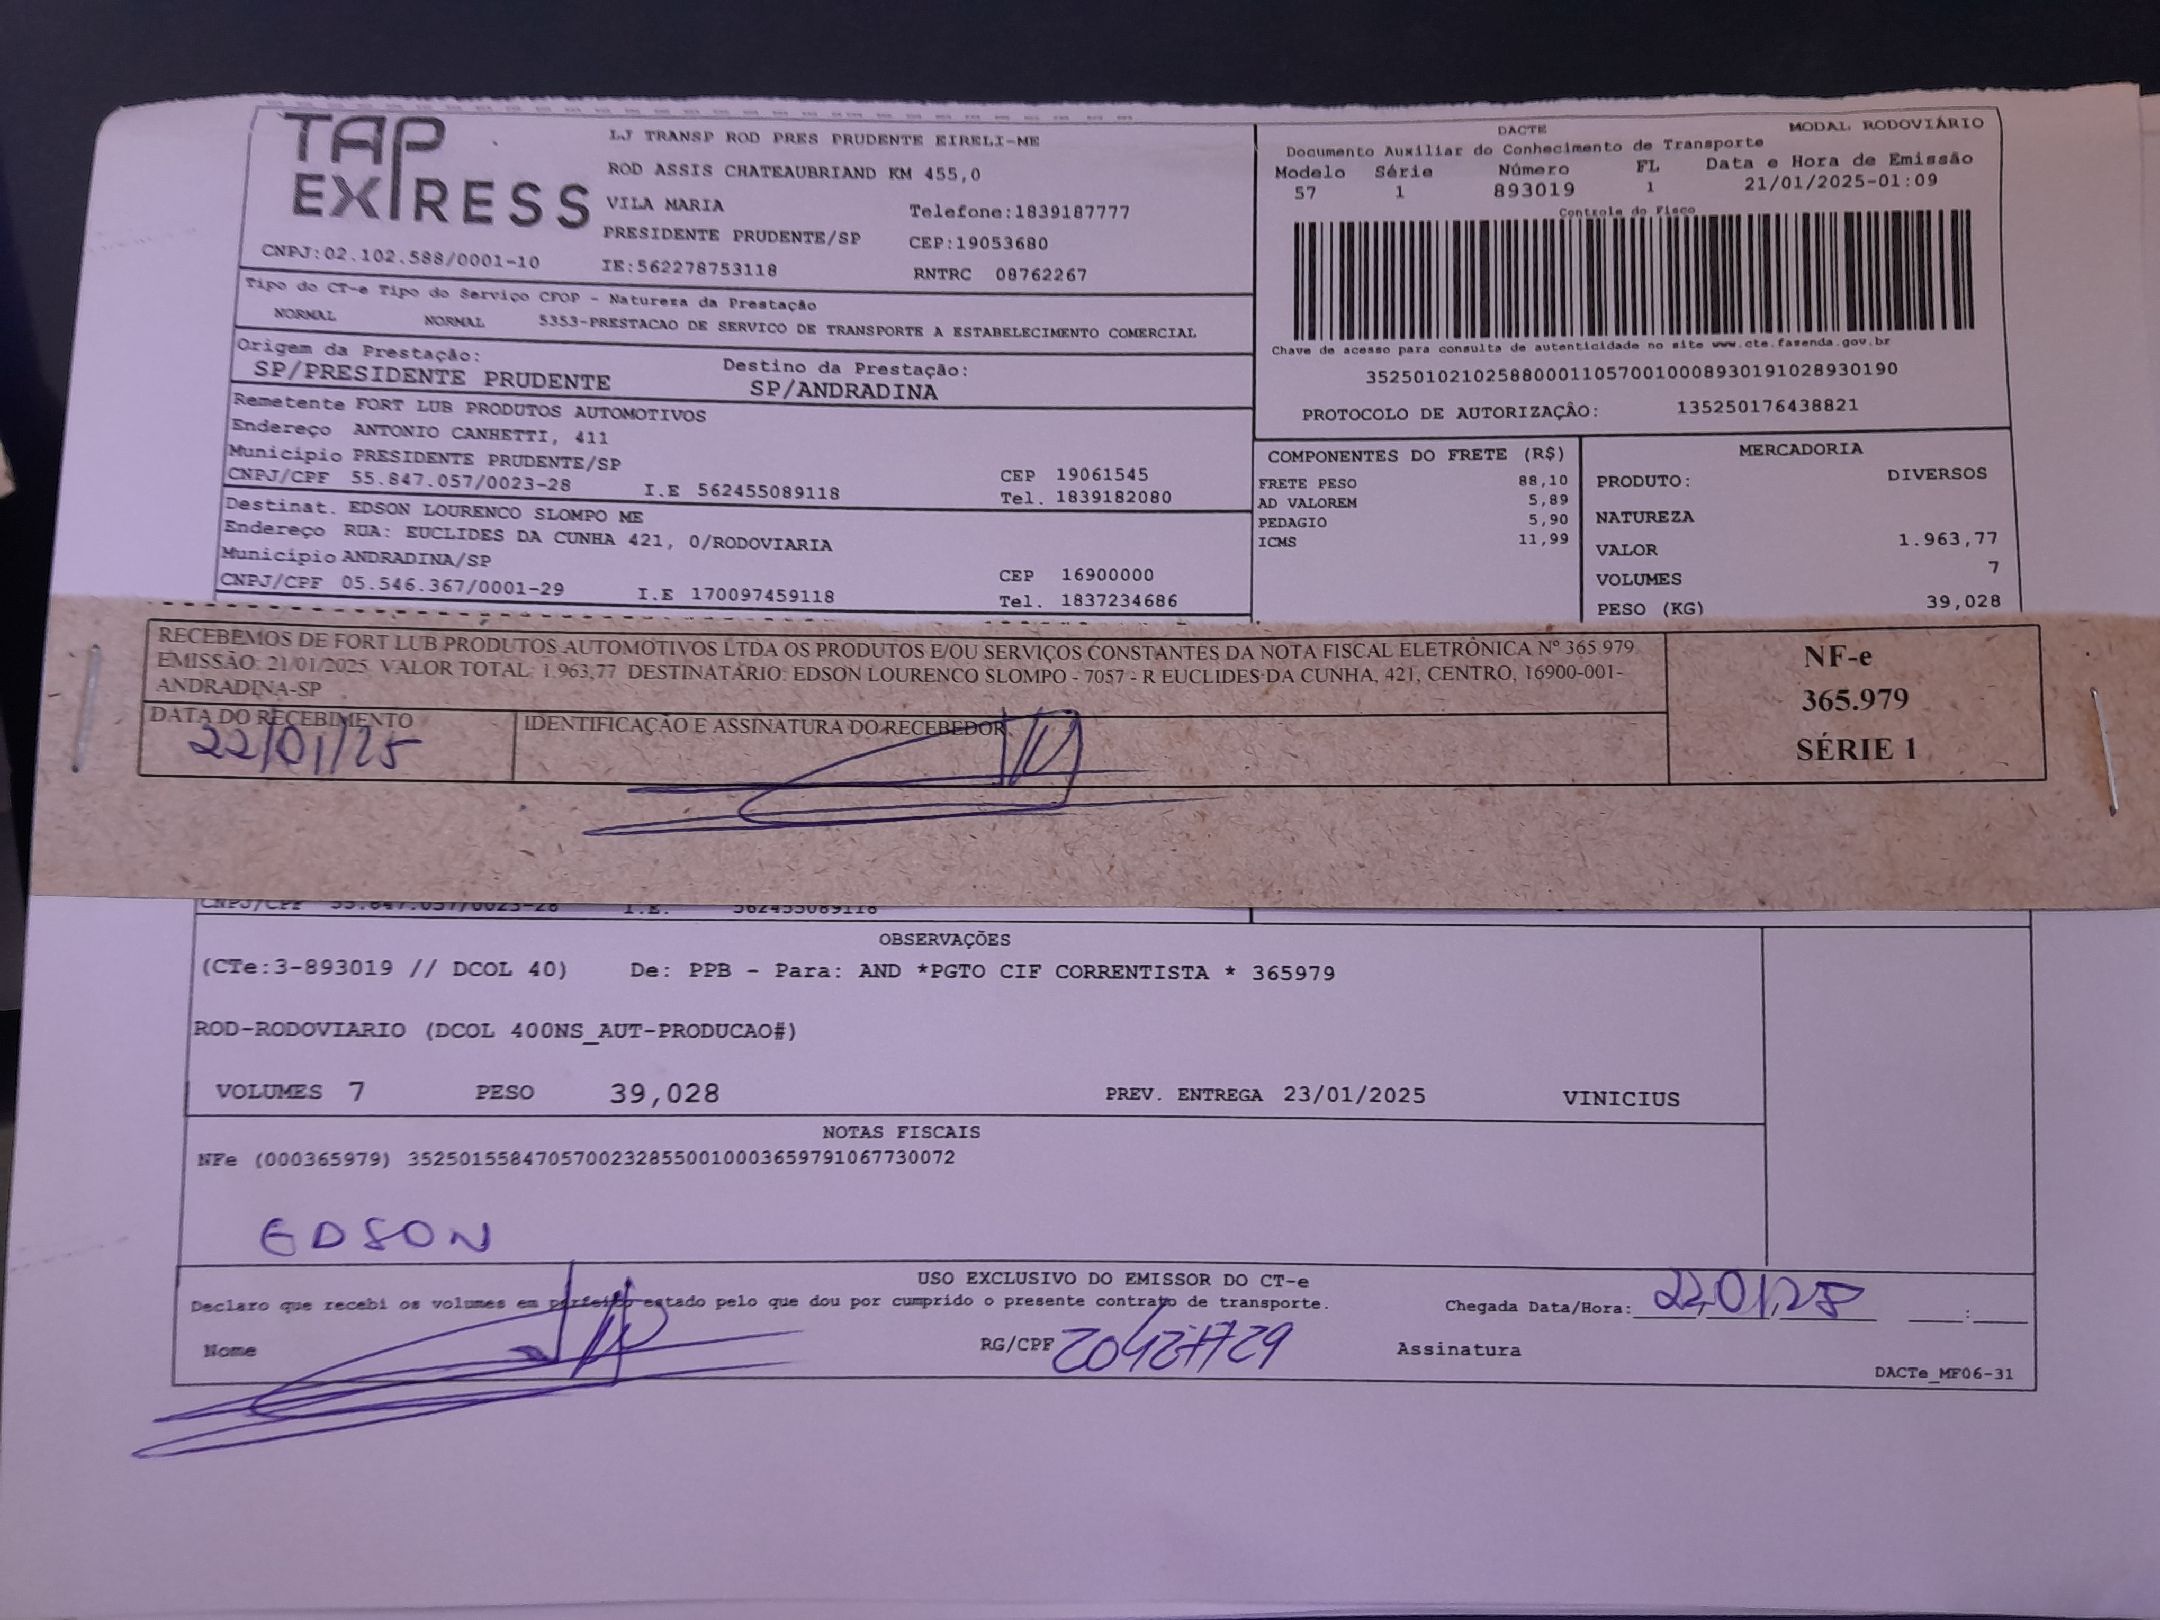 TAP EXPRESS
LJ TRANSP ROD PRES PRUDENTE EIRELI-ME
ROD ASSIS CHATEAUBRIAND KM 455,0
VILA MARIA Telefone:1839187777
PRESIDENTE PRUDENTE/SP CEP:19053680
CNPJ:02.102.588/0001-10 IE:562278753118 RNTRC 08762267
Tipo do CT-e Tipo do Serviço CFOP - Natureza da Prestação
NORMAL NORMAL 5353-PRESTACAO DE SERVICO DE TRANSPORTE A ESTABELECIMENTO COMERCIAL
Origem da Prestação: Destino da Prestação:
SP/PRESIDENTE PRUDENTE SP/ANDRADINA
Remetente FORT LUB PRODUTOS AUTOMOTIVOS
Endereço ANTONIO CANHETTI, 411
Município PRESIDENTE PRUDENTE/SP CEP 19061545
CNPJ/CPF 55.847.057/0023-28 I.E 562455089118 Tel. 1839182080
Destinat. EDSON LOURENCO SLOMPO ME
Endereço RUA: EUCLIDES DA CUNHA 421, 0/RODOVIARIA
Município ANDRADINA/SP CEP 16900000
CNPJ/CPF 05.546.367/0001-29 I.E 170097459118 Tel. 1837234686
DACTE MODAL RODOVIÁRIO
Documento Auxiliar do Conhecimento de Transporte
Modelo Série Número FL Data e Hora de Emissão
57 1 893019 1 21/01/2025-01:09
Controle do Fisco
Chave de acesso para consulta de autenticidade no site www.cte.fazenda.gov.br
35250102102588000110570010008930191028930190
PROTOCOLO DE AUTORIZAÇÃO: 135250176438821
COMPONENTES DO FRETE (R$)
FRETE PESO 88,10
AD VALOREM 5,89
PEDAGIO 5,90
ICMS 11,99
MERCADORIA
PRODUTO: DIVERSOS
NATUREZA
VALOR 1.963,77
VOLUMES 7
PESO (KG) 39,028
RECEBEMOS DE FORT LUB PRODUTOS AUTOMOTIVOS LTDA OS PRODUTOS E/OU SERVIÇOS CONSTANTES DA NOTA FISCAL ELETRÔNICA Nº 365.979
EMISSÃO: 21/01/2025 VALOR TOTAL: 1.963,77 DESTINATÁRIO: EDSON LOURENCO SLOMPO - 7057 - R EUCLIDES DA CUNHA, 421, CENTRO, 16900-001-
ANDRADINA-SP
DATA DO RECEBIMENTO IDENTIFICAÇÃO E ASSINATURA DO RECEBEDOR
22/01/25
NF-e
365.979
SÉRIE 1
CNPJ/CPF 55.847.057/0023-28 I.E. 562455089118
OBSERVAÇÕES
(CTe:3-893019 // DCOL 40) De: PPB - Para: AND *PGTO CIF CORRENTISTA * 365979
ROD-RODOVIARIO (DCOL 400NS_AUT-PRODUCAO#)
VOLUMES 7 PESO 39,028 PREV. ENTREGA 23/01/2025 VINICIUS
NOTAS FISCAIS
NFe (000365979) 35250155847057002328550010003659791067730072
EDSON
USO EXCLUSIVO DO EMISSOR DO CT-e
Declaro que recebi os volumes em perfeito estado pelo que dou por cumprido o presente contrato de transporte. Chegada Data/Hora: 22,01,25
Nome RG/CPF Assinatura
DACTe_MF06-31